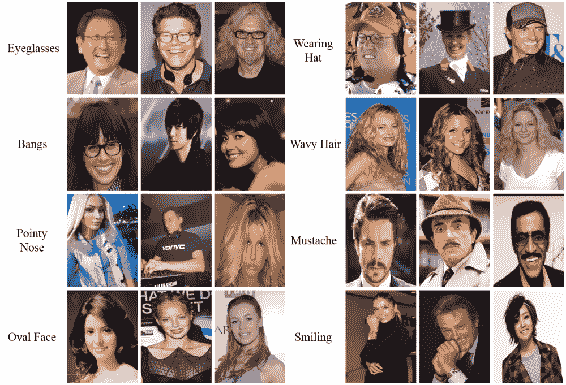 Eyeglasses
Wearing
Hat
Bangs
Wavy Hair
Pointy
Nose
Mustache
Oval Face
Smiling